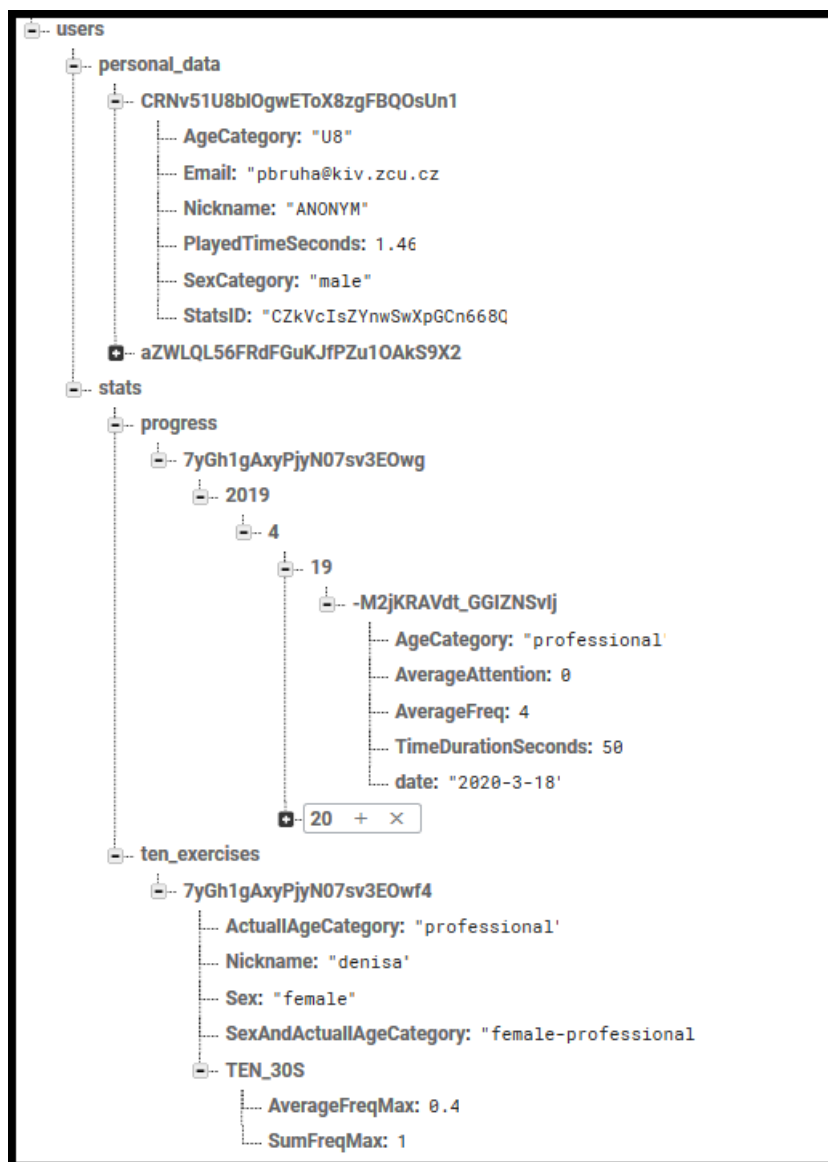 users
personal_data
CRNv51U8blOgwEToX8zgFBQOsUn1
AgeCategory: "U8"
Email: "pbruha@kiv.zcu.cz
Nickname: "ANONYM"
PlayedTimeSeconds: 1.46
SexCategory: "male"
StatsID: "CZkVcIsZYnwSwXpGCn668Q
aZWLQL56FRdFGuKJfPZu1OAkS9X2
stats
progress
7yGh1gAxyPjyN07sv3EOwg
2019
4
19
-M2jKRAVdt_GGIZNSvlj
AgeCategory: "professional'
AverageAttention: 0
AverageFreq: 4
TimeDurationSeconds: 50
date: "2020-3-18'
20 + ×
ten_exercises
7yGh1gAxyPjyN07sv3EOwf4
ActuallAgeCategory: "professional'
Nickname: "denisa'
Sex: "female"
SexAndActuallAgeCategory: "female-professional
TEN_30S
AverageFreqMax: 0.4
SumFreqMax: 1